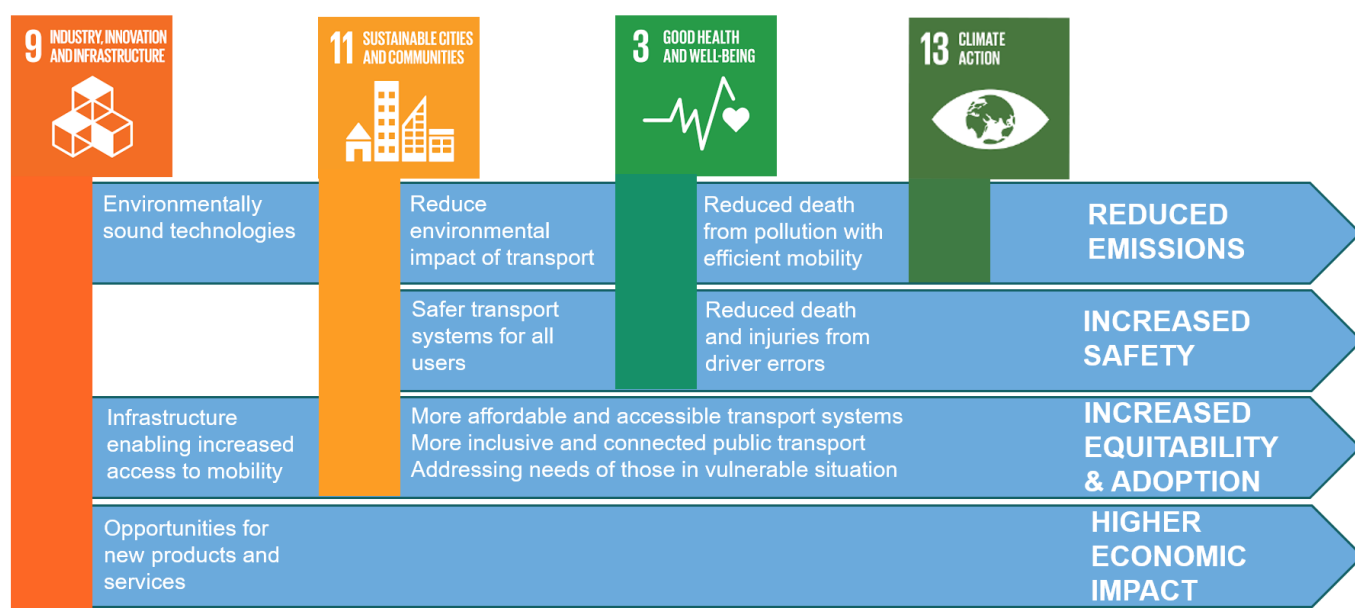 9 INDUSTRY, INNOVATION
AND INFRASTRUCTURE
11 SUSTAINABLE CITIES
AND COMMUNITIES
3 GOOD HEALTH
AND WELL-BEING
13 CLIMATE
ACTION
Environmentally
sound technologies
Reduce
environmental
impact of transport
Reduced death
from pollution with
efficient mobility
REDUCED
EMISSIONS
Safer transport
systems for all
users
Reduced death
and injuries from
driver errors
INCREASED
SAFETY
Infrastructure
enabling increased
access to mobility
More affordable and accessible transport systems
More inclusive and connected public transport
Addressing needs of those in vulnerable situation
INCREASED
EQUITABILITY
& ADOPTION
Opportunities for
new products and
services
HIGHER
ECONOMIC
IMPACT